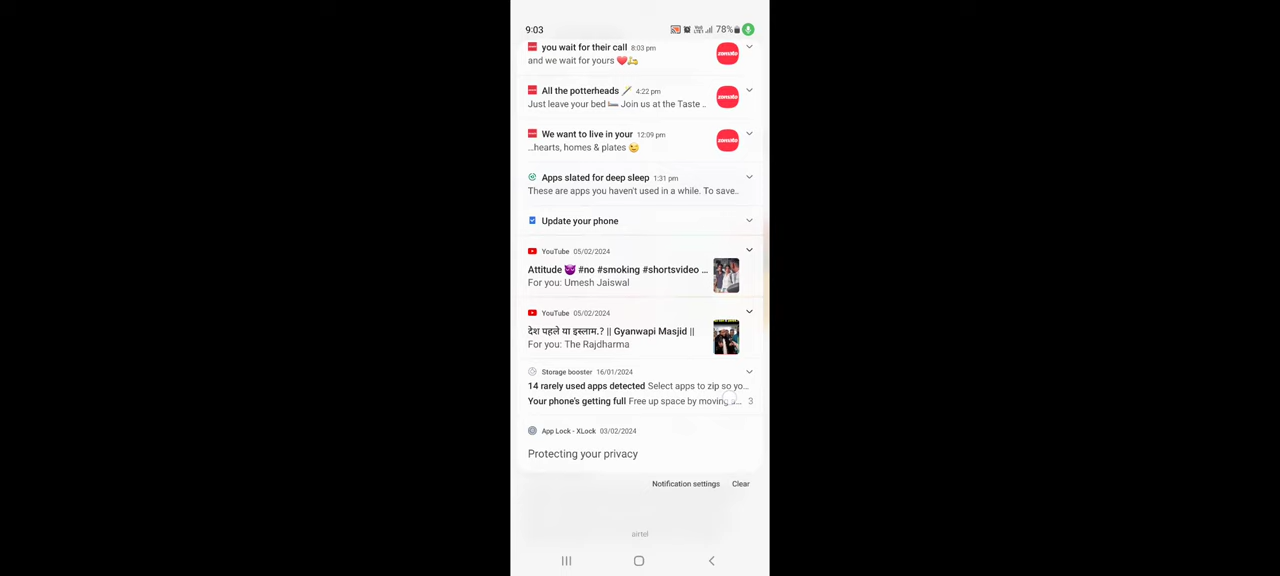 9:03
78%
you wait for their call 8:03 pm
and we wait for yours ❤️🛵
zomato
All the potterheads 🪄 4:22 pm
Just leave your bed 🛏️ Join us at the Taste ..
zomato
We want to live in your 12:09 pm
...hearts, homes & plates 😉
zomato
Apps slated for deep sleep 1:31 pm
These are apps you haven't used in a while. To save..
Update your phone
YouTube 05/02/2024
Attitude 😈 #no #smoking #shortsvideo ...
For you: Umesh Jaiswal
YouTube 05/02/2024
देश पहले या इस्लाम.? || Gyanwapi Masjid ||
For you: The Rajdharma
Storage booster 16/01/2024
14 rarely used apps detected Select apps to zip so yo...
Your phone's getting full Free up space by moving ... 3
App Lock - XLock 03/02/2024
Protecting your privacy
Notification settings Clear
airtel